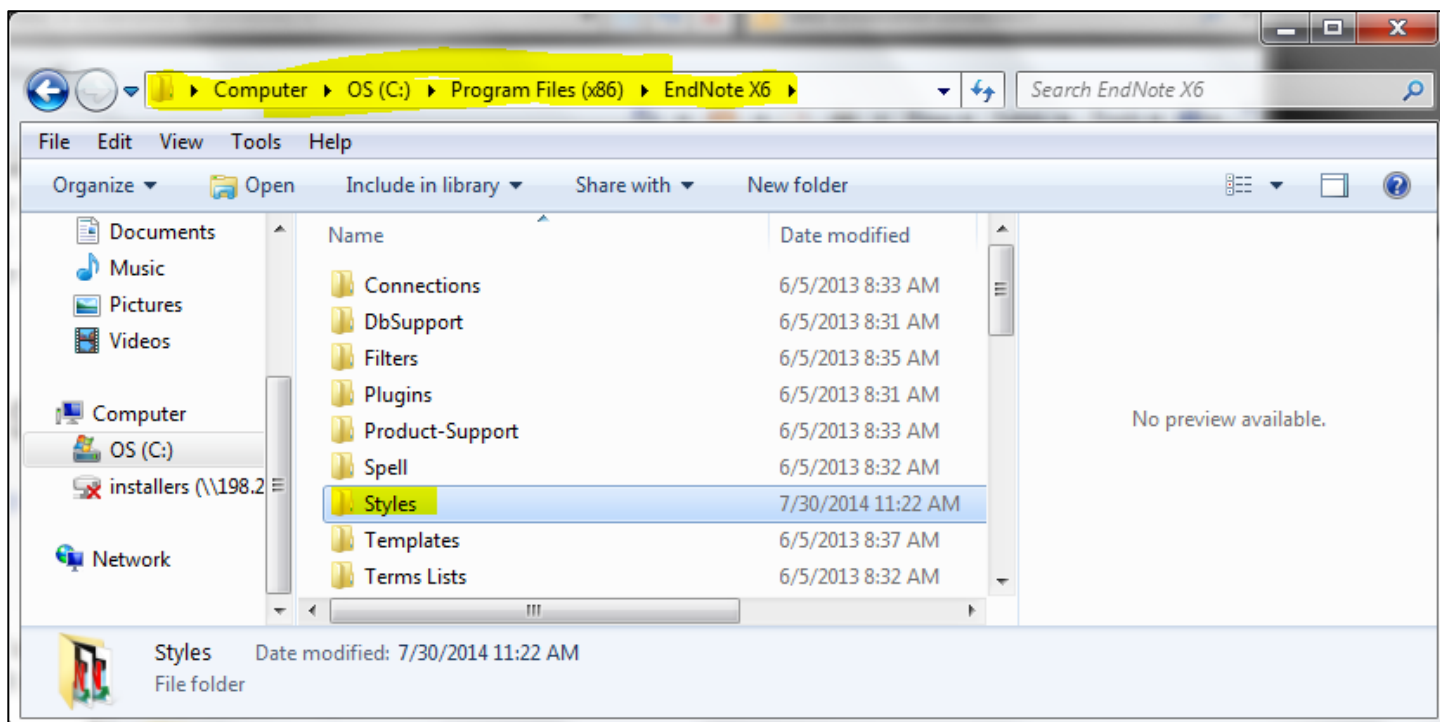 Computer OS (C:) Program Files (x86) EndNote X6 Search EndNote X6
File Edit View Tools Help
Organize Open Include in library Share with New folder
Documents
Music
Pictures
Videos
Computer
OS (C:)
installers (\\198.2
Network
Name Date modified
Connections 6/5/2013 8:33 AM
DbSupport 6/5/2013 8:31 AM
Filters 6/5/2013 8:35 AM
Plugins 6/5/2013 8:31 AM
Product-Support 6/5/2013 8:33 AM
Spell 6/5/2013 8:32 AM
Styles 7/30/2014 11:22 AM
Templates 6/5/2013 8:37 AM
Terms Lists 6/5/2013 8:32 AM
No preview available.
Styles Date modified: 7/30/2014 11:22 AM
File folder